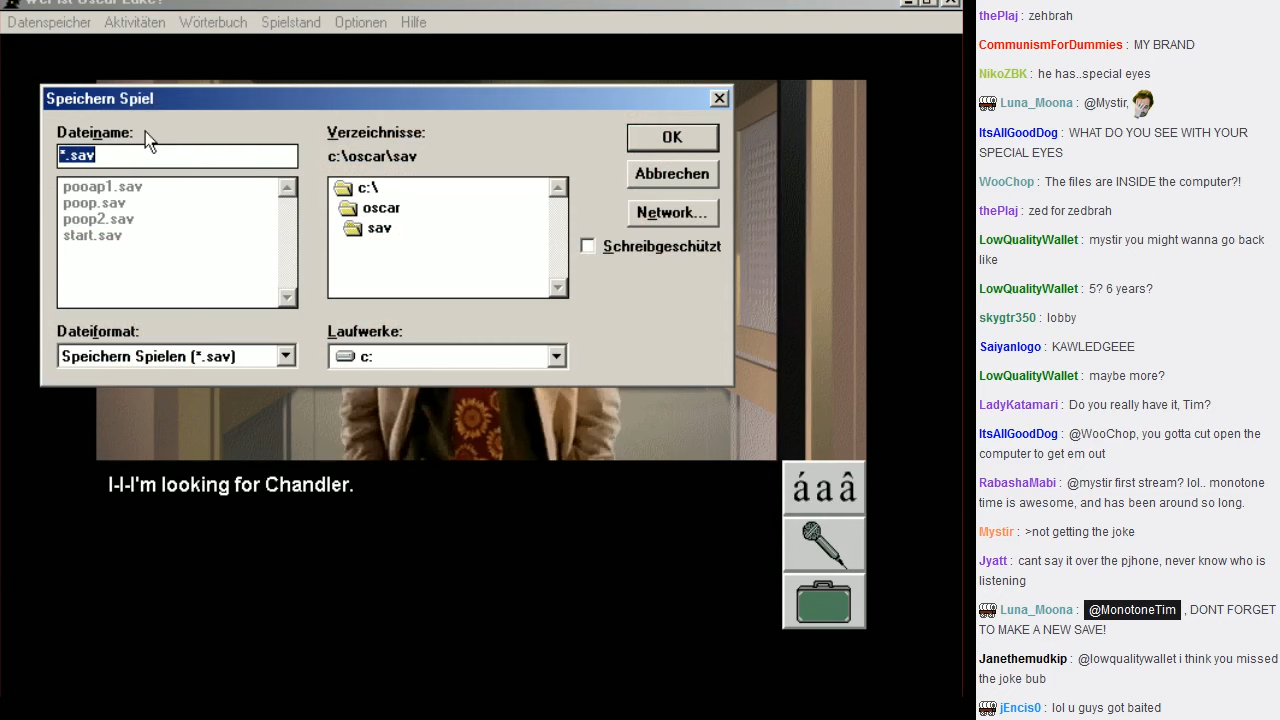 Wer ist Oscar Lake?
Datenspeicher Aktivitäten Wörterbuch Spielstand Optionen Hilfe
Speichern Spiel
Dateiname:
*.sav
pooap1.sav
poop.sav
poop2.sav
start.sav
Dateiformat:
Speichern Spielen (*.sav)
Verzeichnisse:
c:\oscar\sav
c:\
oscar
sav
Laufwerke:
c:
OK
Abbrechen
Network...
Schreibgeschützt
I-I-I'm looking for Chandler.
á a â
thePlaj : zehbrah
CommunismForDummies : MY BRAND
NikoZBK : he has..special eyes
Luna_Moona : @Mystir,
ItsAllGoodDog : WHAT DO YOU SEE WITH YOUR
SPECIAL EYES
WooChop : The files are INSIDE the computer?!
thePlaj : zed for zedbrah
LowQualityWallet : mystir you might wanna go back
like
LowQualityWallet : 5? 6 years?
skygtr350 : lobby
Saiyanlogo : KAWLEDGEEE
LowQualityWallet : maybe more?
LadyKatamari : Do you really have it, Tim?
ItsAllGoodDog : @WooChop, you gotta cut open the
computer to get em out
RabashaMabi : @mystir first stream? lol.. monotone
time is awesome, and has been around so long.
Mystir : >not getting the joke
Jyatt : cant say it over the pjhone, never know who is
listening
Luna_Moona : @MonotoneTim , DONT FORGET
TO MAKE A NEW SAVE!
Janethemudkip : @lowqualitywallet i think you missed
the joke bub
jEncis0 : lol u guys got baited